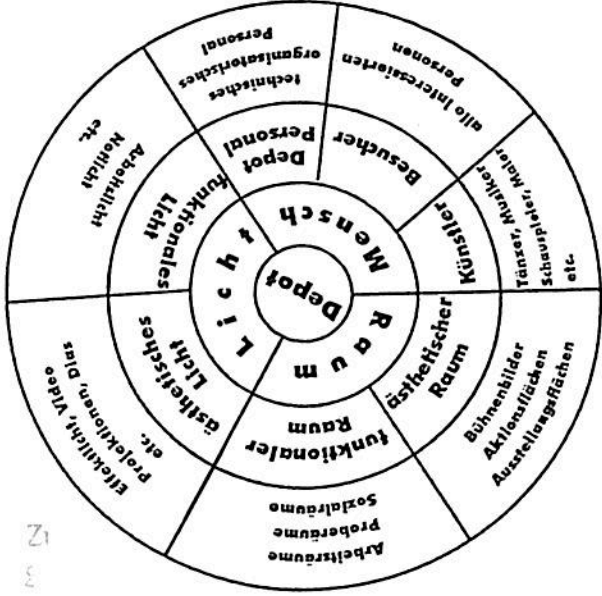 Depot
Mensch
Raum
Licht
Depot
Personal
technisches
organisatorisches
Personal
Besucher
alle Interessierten
Personen
Künstler
Tänzer, Musiker
Schauspieler, Maler
etc.
ästhetischer
Raum
Bühnenbilder
Aktionsflächen
Ausstellungsflächen
funktionaler
Raum
Arbeitsräume
Proberäume
Sozialräume
ästhetisches
Licht
Effektlicht, Video
Projektionen, Dias
etc.
funktionales
Licht
Arbeitslicht
Notlicht
etc.